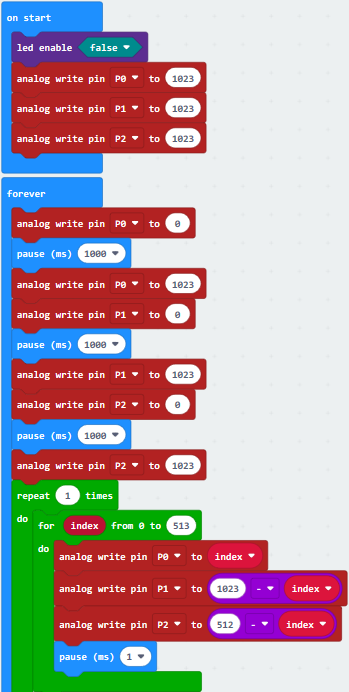 on start
led enable false
analog write pin P0 to 1023
analog write pin P1 to 1023
analog write pin P2 to 1023
forever
analog write pin P0 to 0
pause (ms) 1000
analog write pin P0 to 1023
analog write pin P1 to 0
pause (ms) 1000
analog write pin P1 to 1023
analog write pin P2 to 0
pause (ms) 1000
analog write pin P2 to 1023
repeat 1 times
do for index from 0 to 513
do analog write pin P0 to index
analog write pin P1 to 1023 - index
analog write pin P2 to 512 - index
pause (ms) 1